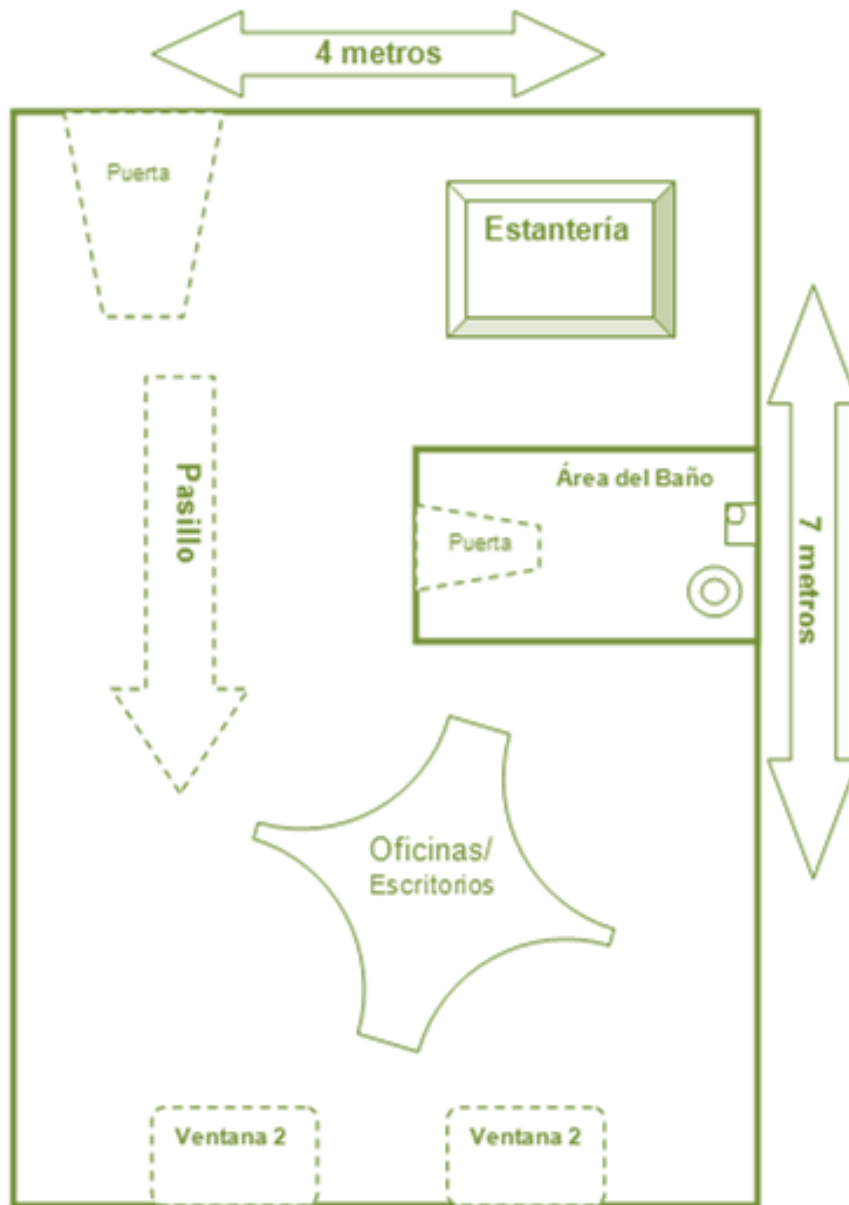 4 metros
Puerta
Estantería
Pasillo
Área del Baño
Puerta
7 metros
Oficinas/
Escritorios
Ventana 2
Ventana 2